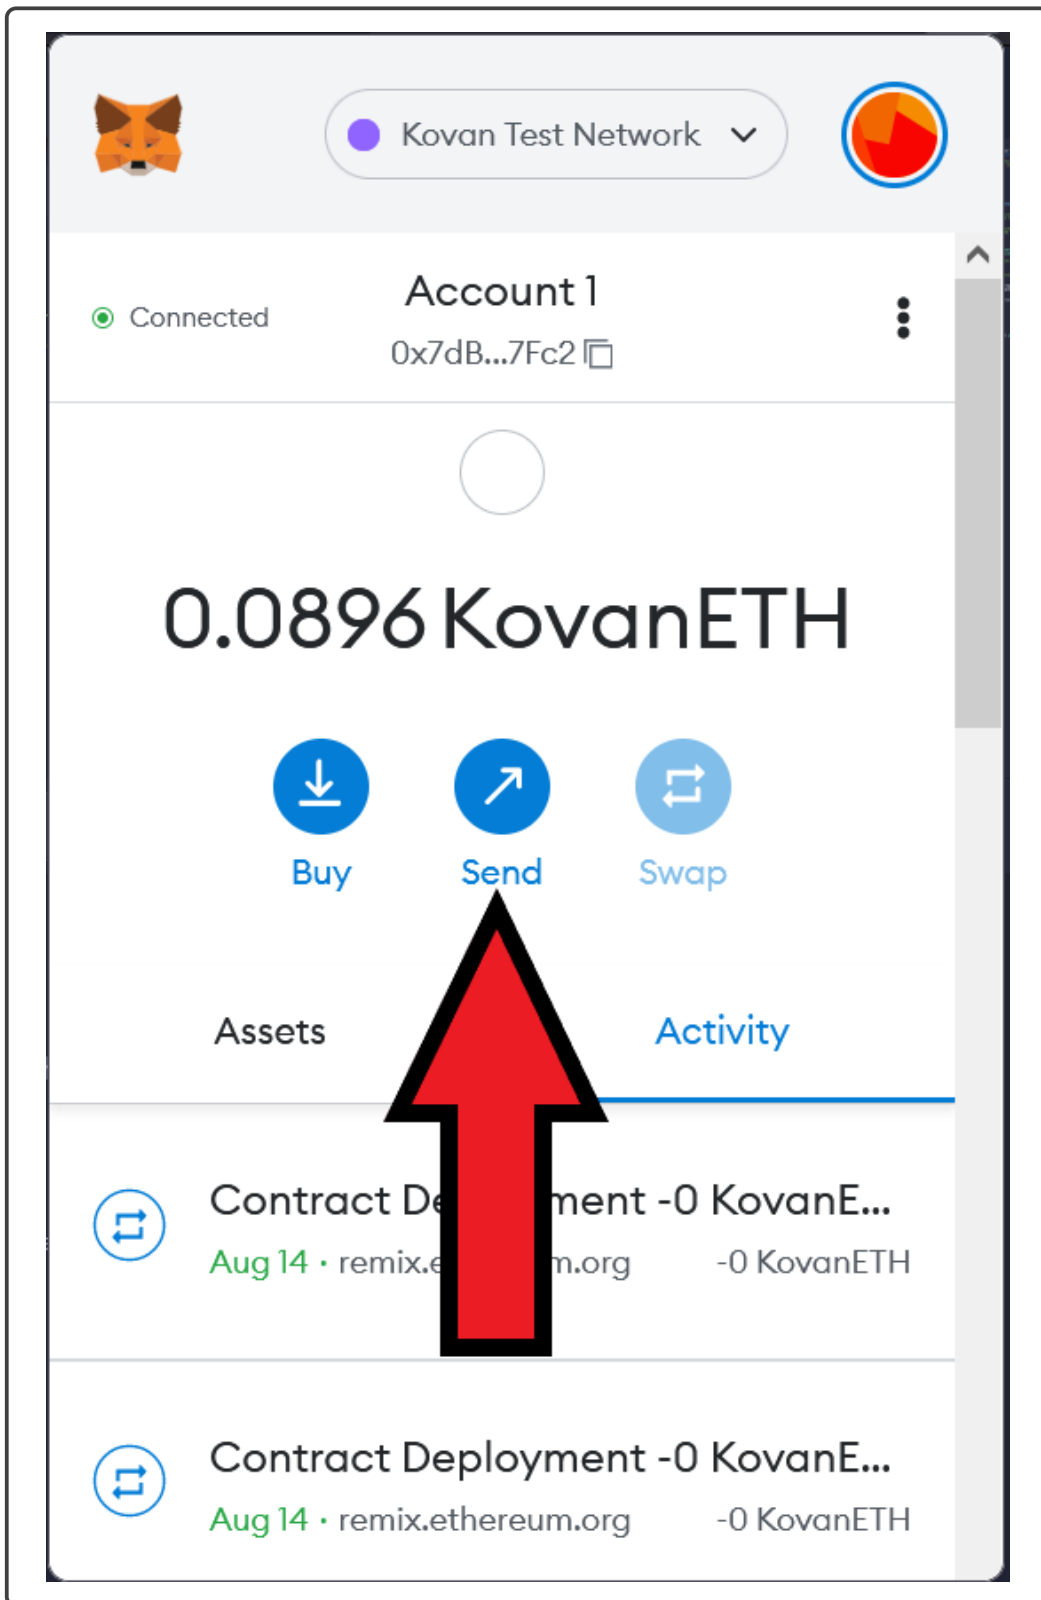 Kovan Test Network
Connected
Account 1
0x7dB...7Fc2
0.0896 KovanETH
Buy Send Swap
Assets Activity
Contract De ment -0 KovanE...
Aug 14 · remix.e m.org -0 KovanETH
Contract Deployment -0 KovanE...
Aug 14 · remix.ethereum.org -0 KovanETH